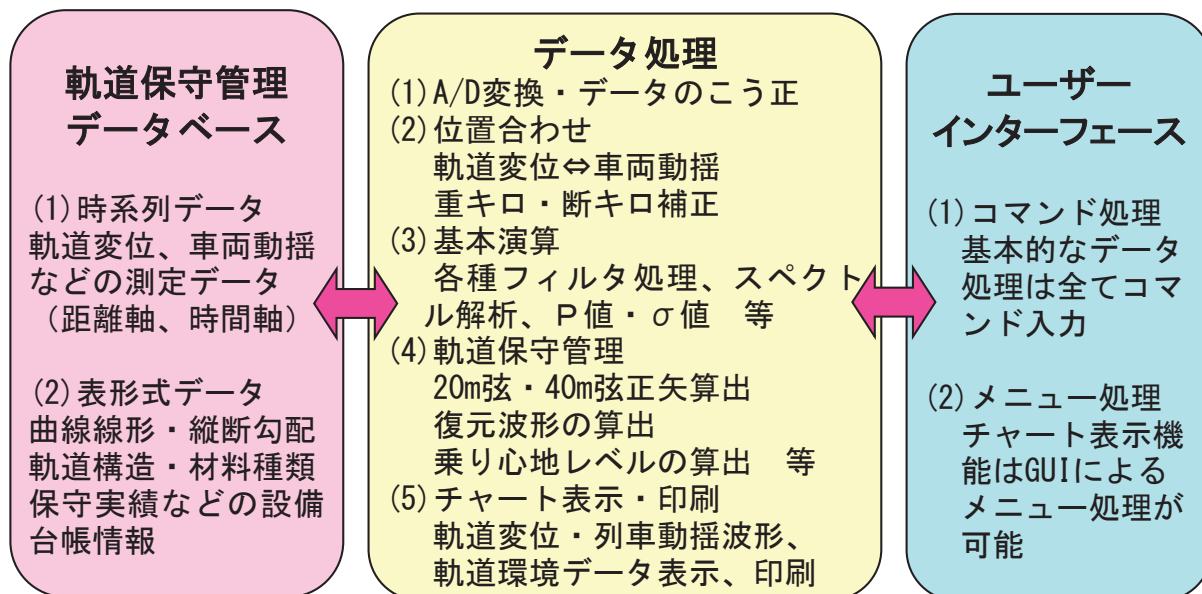 軌道保守管理
データベース
(1)時系列データ
軌道変位、車両動揺
などの測定データ
（距離軸、時間軸）
(2)表形式データ
曲線線形・縦断勾配
軌道構造・材料種類
保守実績などの設備
台帳情報
データ処理
(1)A/D変換・データのこう正
(2)位置合わせ
軌道変位⇔車両動揺
重キロ・断キロ補正
(3)基本演算
各種フィルタ処理、スペクト
ル解析、Ｐ値・σ値　等
(4)軌道保守管理
20m弦・40m弦正矢算出
復元波形の算出
乗り心地レベルの算出　等
(5)チャート表示・印刷
軌道変位・列車動揺波形、
軌道環境データ表示、印刷
ユーザー
インターフェース
(1)コマンド処理
基本的なデータ
処理は全てコマ
ンド入力
(2)メニュー処理
チャート表示機
能はGUIによる
メニュー処理が
可能